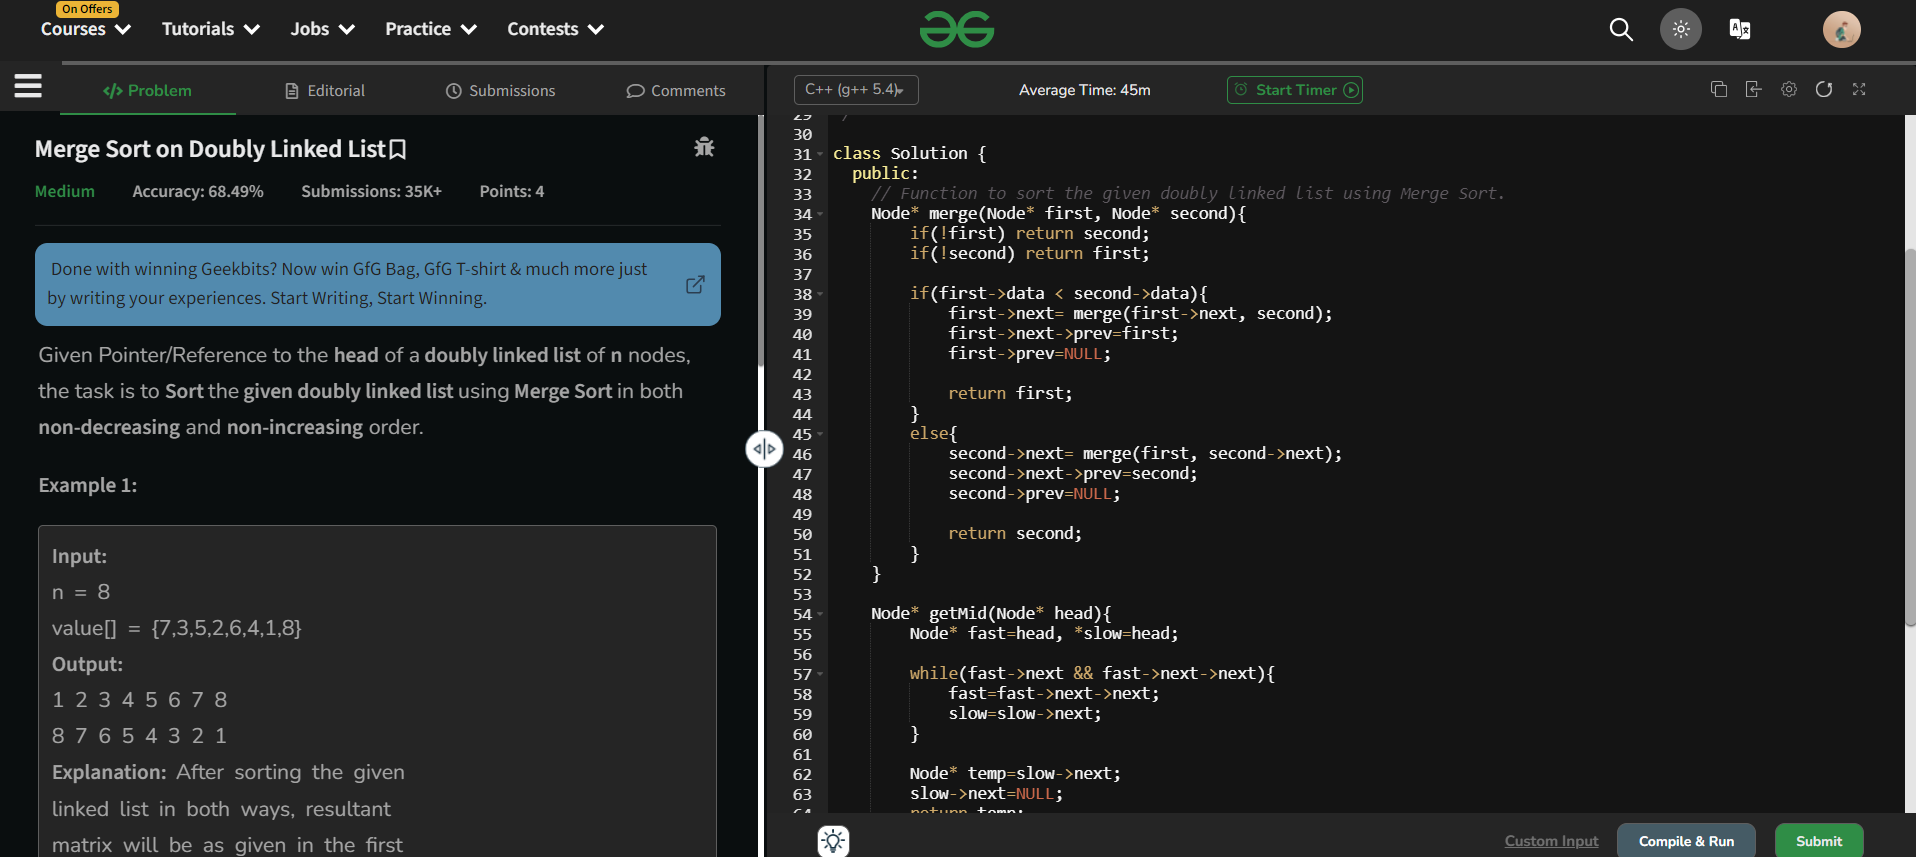 On Offers
Courses Tutorials Jobs Practice Contests
</> Problem Editorial Submissions Comments
C++ (g++ 5.4) Average Time: 45m Start Timer
Merge Sort on Doubly Linked List
Medium Accuracy: 68.49% Submissions: 35K+ Points: 4
Done with winning Geekbits? Now win GfG Bag, GfG T-shirt & much more just
by writing your experiences. Start Writing, Start Winning.
Given Pointer/Reference to the head of a doubly linked list of n nodes,
the task is to Sort the given doubly linked list using Merge Sort in both
non-decreasing and non-increasing order.
Example 1:
Input:
n = 8
value[] = {7,3,5,2,6,4,1,8}
Output:
1 2 3 4 5 6 7 8
8 7 6 5 4 3 2 1
Explanation: After sorting the given
linked list in both ways, resultant
matrix will be as given in the first
30
31 class Solution {
32 public:
33 // Function to sort the given doubly linked list using Merge Sort.
34 Node* merge(Node* first, Node* second){
35 if(!first) return second;
36 if(!second) return first;
37
38 if(first->data < second->data){
39 first->next= merge(first->next, second);
40 first->next->prev=first;
41 first->prev=NULL;
42
43 return first;
44 }
45 else{
46 second->next= merge(first, second->next);
47 second->next->prev=second;
48 second->prev=NULL;
49
50 return second;
51 }
52 }
53
54 Node* getMid(Node* head){
55 Node* fast=head, *slow=head;
56
57 while(fast->next && fast->next->next){
58 fast=fast->next->next;
59 slow=slow->next;
60 }
61
62 Node* temp=slow->next;
63 slow->next=NULL;
Custom Input Compile & Run Submit